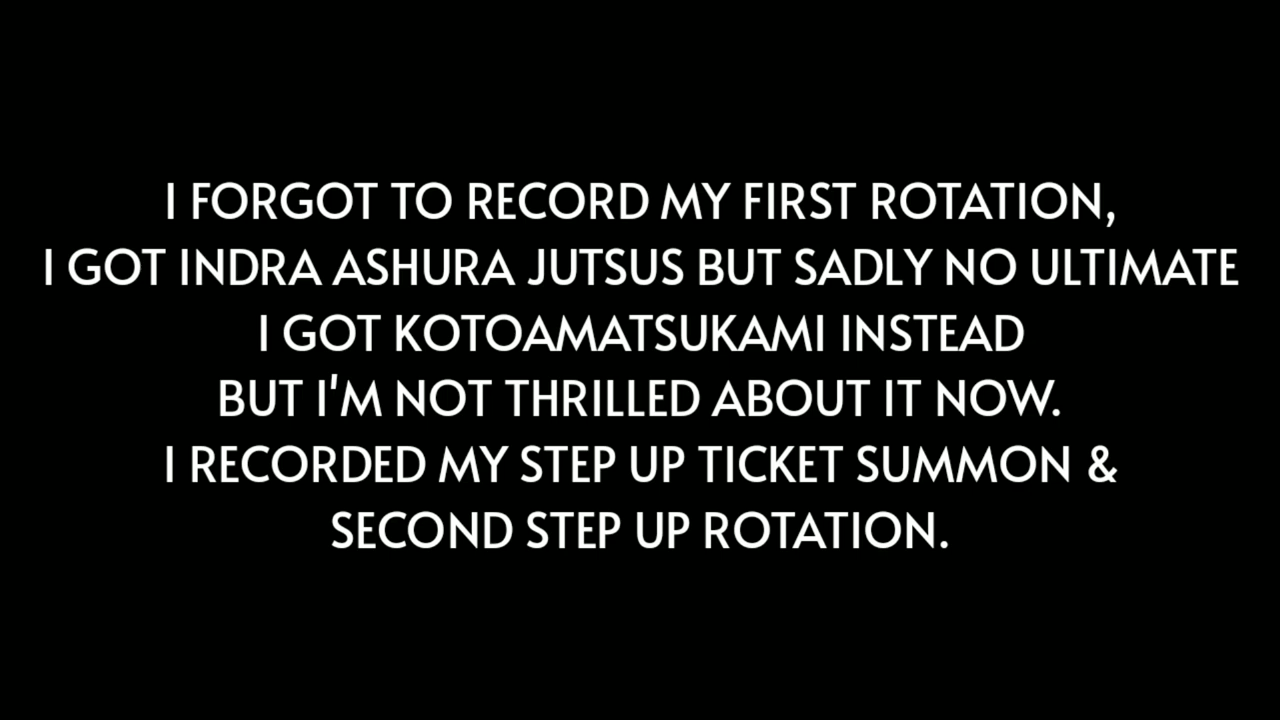 I FORGOT TO RECORD MY FIRST ROTATION,
I GOT INDRA ASHURA JUTSUS BUT SADLY NO ULTIMATE
I GOT KOTOAMATSUKAMI INSTEAD
BUT I'M NOT THRILLED ABOUT IT NOW.
I RECORDED MY STEP UP TICKET SUMMON &
SECOND STEP UP ROTATION.